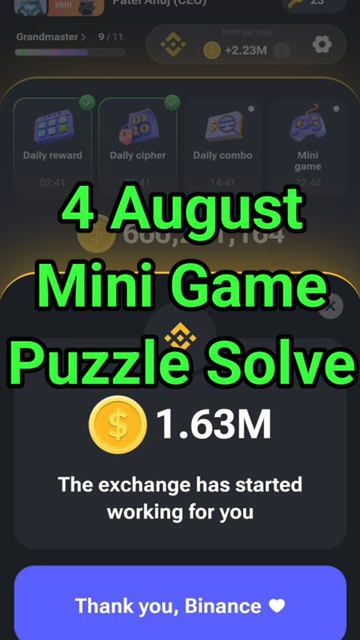 Patel Anuj (CEO)
skin
23
Grandmaster > 9 / 11
Profit per hour
+2.23M
Daily reward
Daily cipher
Daily combo
Mini
game
02:41
14:41
4 August
Mini Game
Puzzle Solve
1.63M
The exchange has started
working for you
Thank you, Binance